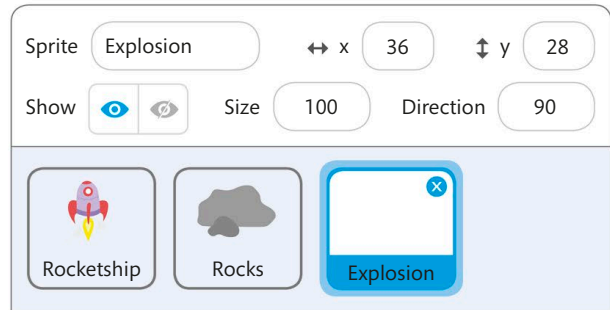 Sprite Explosion x 36 y 28
Show Size 100 Direction 90
Rocketship Rocks Explosion